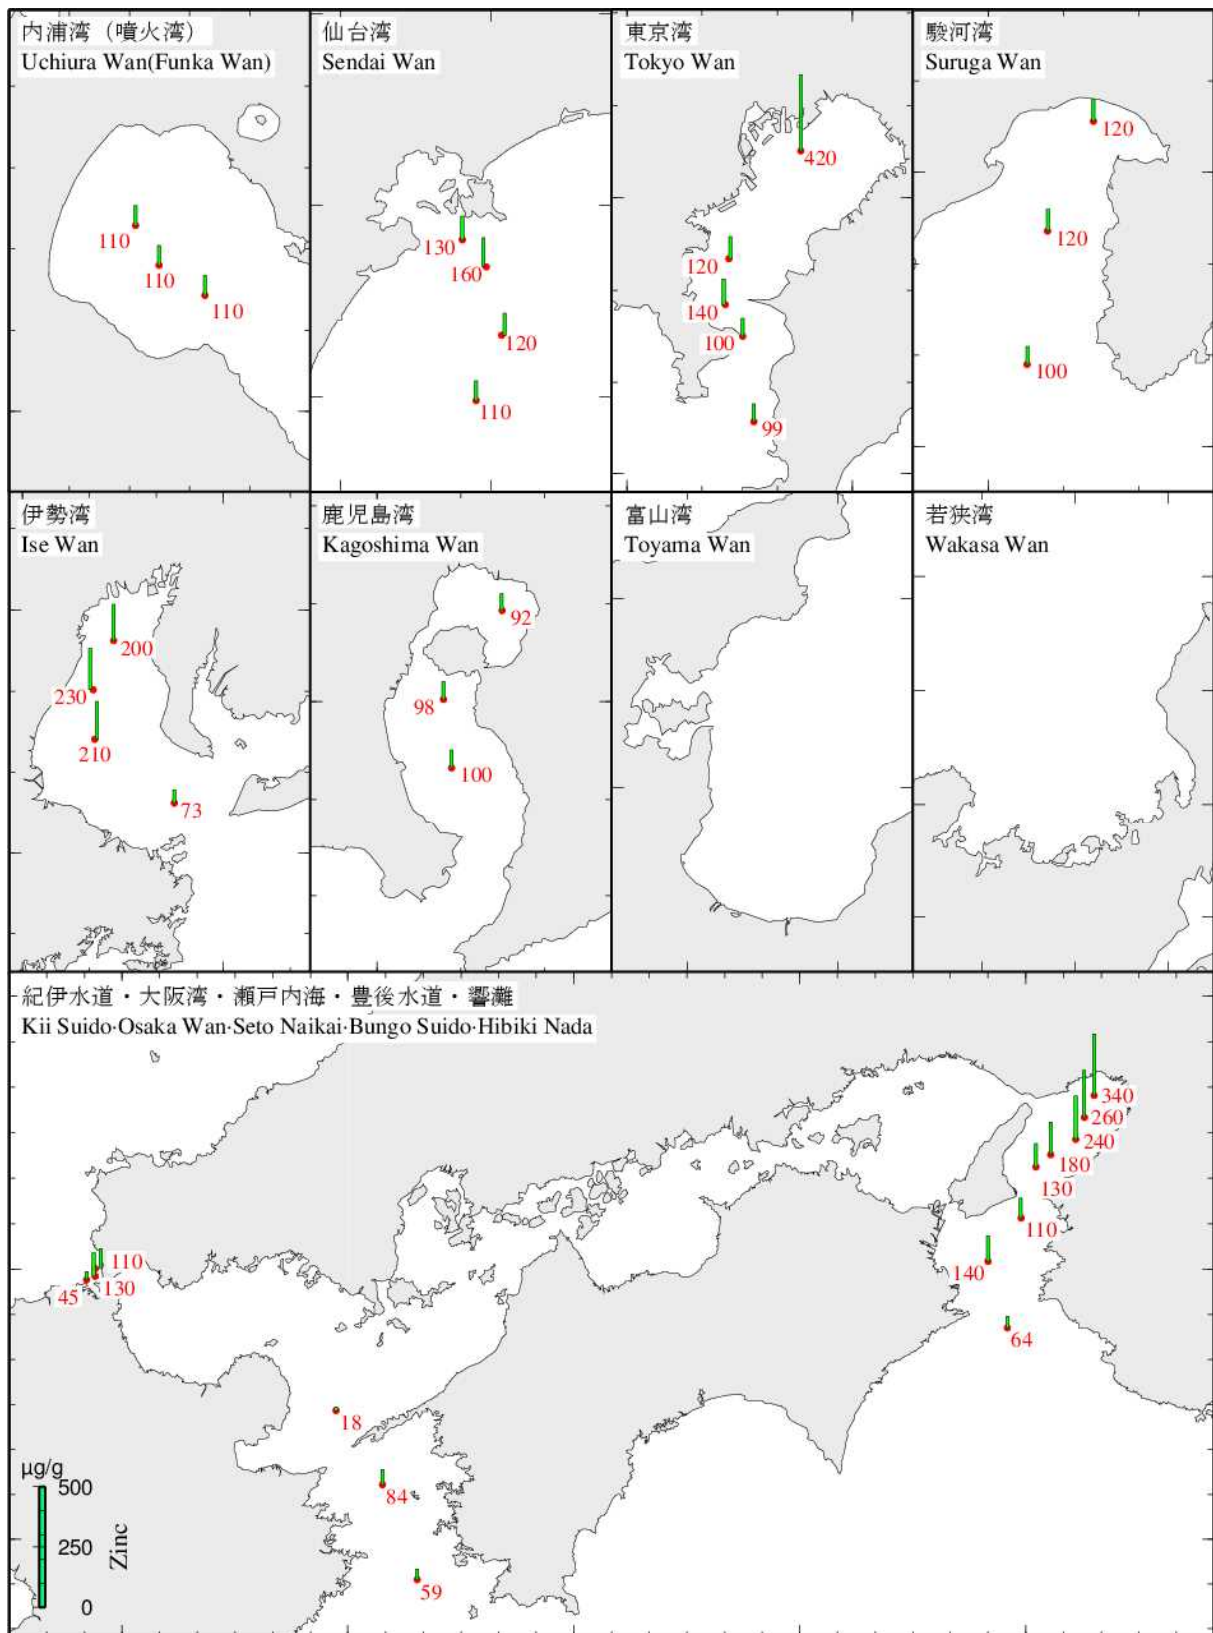 内浦湾（噴火湾）
Uchiura Wan(Funka Wan)
110
110
110
仙台湾
Sendai Wan
130
160
120
110
東京湾
Tokyo Wan
420
120
140
100
99
駿河湾
Suruga Wan
120
120
100
伊勢湾
Ise Wan
200
230
210
73
鹿児島湾
Kagoshima Wan
92
98
100
富山湾
Toyama Wan
若狭湾
Wakasa Wan
紀伊水道・大阪湾・瀬戸内海・豊後水道・響灘
Kii Suido·Osaka Wan·Seto Naikai·Bungo Suido·Hibiki Nada
340
260
240
180
130
110
140
64
110
130
45
18
84
59
µg/g
500
250
0
Zinc